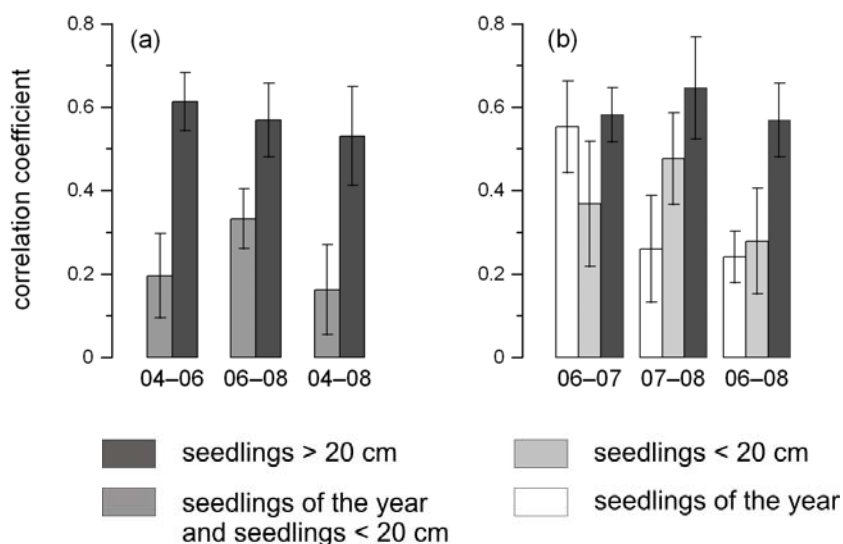 correlation coefficient
(a)
0.8
0.6
0.4
0.2
0
04–06 06–08 04–08
(b)
0.8
0.6
0.4
0.2
0
06–07 07–08 06–08
seedlings > 20 cm
seedlings of the year
and seedlings < 20 cm
seedlings < 20 cm
seedlings of the year